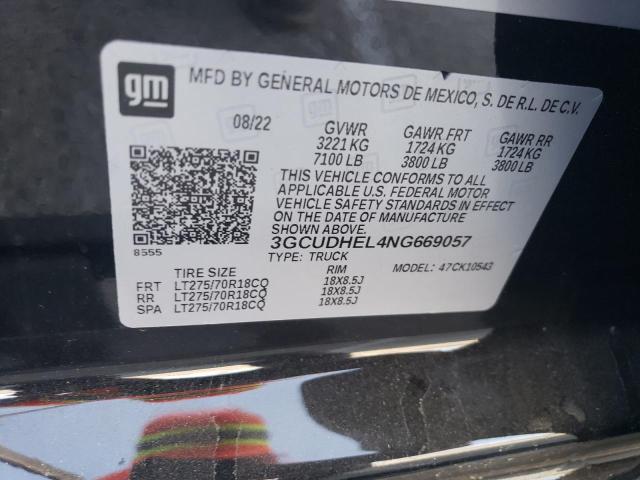 gm
MFD BY GENERAL MOTORS DE MEXICO, S. DE R.L. DE C.V.
08/22 GVWR GAWR FRT GAWR RR
3221 KG 1724 KG 1724 KG
7100 LB 3800 LB 3800 LB
THIS VEHICLE CONFORMS TO ALL
APPLICABLE U.S. FEDERAL MOTOR
VEHICLE SAFETY STANDARDS IN EFFECT
ON THE DATE OF MANUFACTURE
SHOWN ABOVE.
3GCUDHEL4NG669057
8555
TYPE: TRUCK MODEL: 47CK10543
TIRE SIZE RIM
FRT LT275/70R18CQ 18X8.5J
RR LT275/70R18CQ 18X8.5J
SPA LT275/70R18CQ 18X8.5J